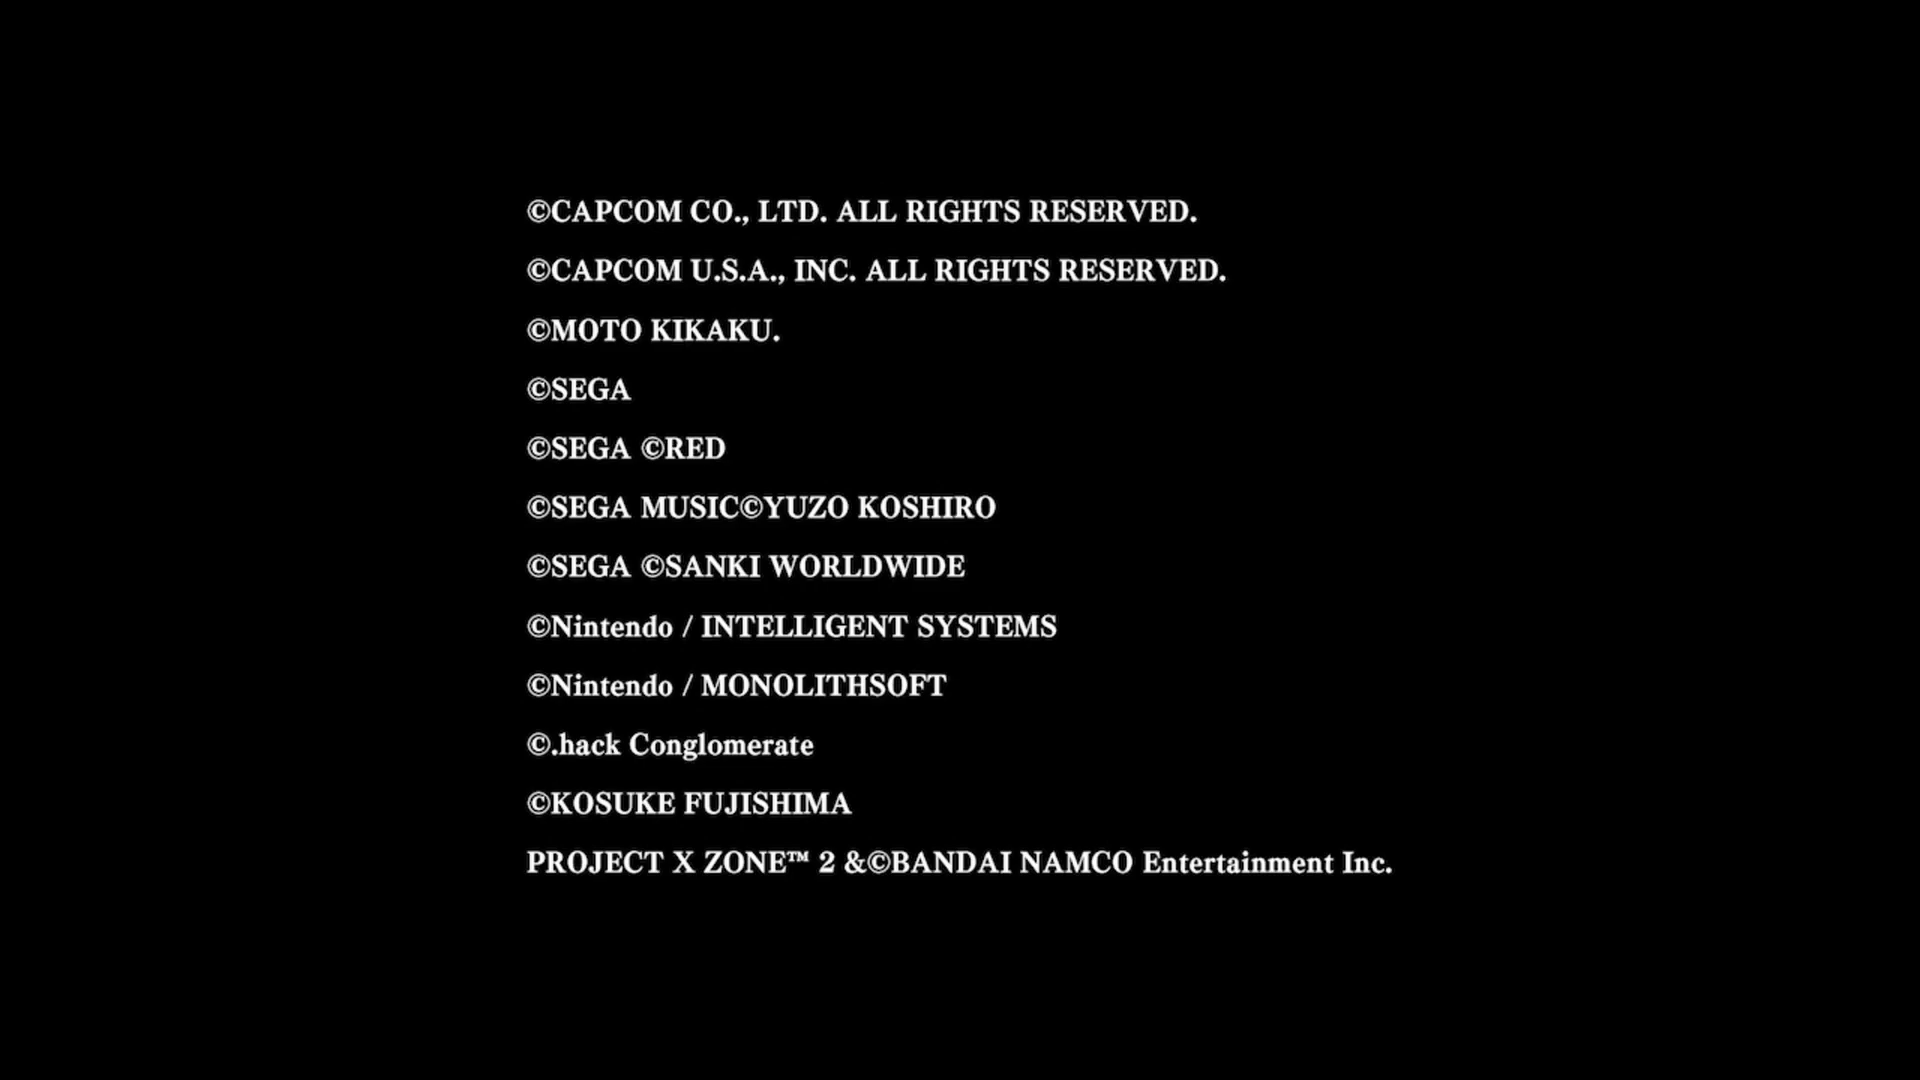 ©CAPCOM CO., LTD. ALL RIGHTS RESERVED.
©CAPCOM U.S.A., INC. ALL RIGHTS RESERVED.
©MOTO KIKAKU.
©SEGA
©SEGA ©RED
©SEGA MUSIC©YUZO KOSHIRO
©SEGA ©SANKI WORLDWIDE
©Nintendo / INTELLIGENT SYSTEMS
©Nintendo / MONOLITHSOFT
©.hack Conglomerate
©KOSUKE FUJISHIMA
PROJECT X ZONE™ 2 &©BANDAI NAMCO Entertainment Inc.